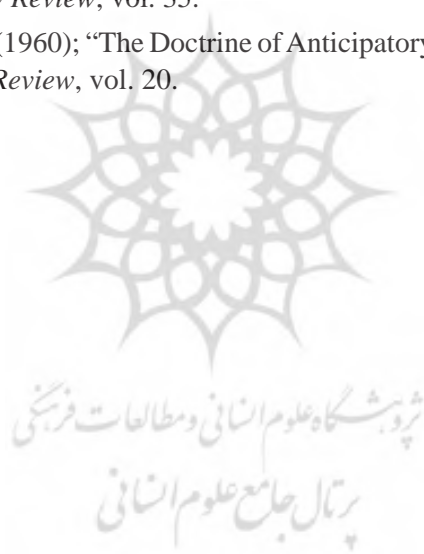 Review, vol. 35.
(1960); “The Doctrine of Anticipatory
Review, vol. 20.
پژوهشگاه علوم انسانی و مطالعات فرهنگی
پرتال جامع علوم انسانی